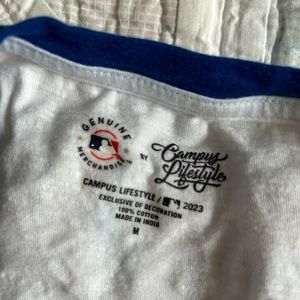 GENUINE
MERCHANDISE
BY
Campus
Lifestyle
CAMPUS LIFESTYLE / 2023
EXCLUSIVE OF DECORATION
100% COTTON
MADE IN INDIA
M